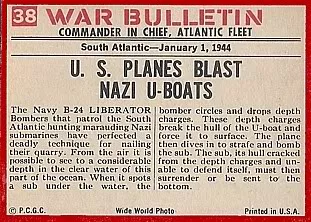 38 WAR BULLETIN
COMMANDER IN CHIEF, ATLANTIC FLEET
South Atlantic—January 1, 1944
U. S. PLANES BLAST
NAZI U-BOATS
The Navy B-24 LIBERATOR
Bombers that patrol the South
Atlantic hunting marauding Nazi
submarines have perfected a
deadly technique for nailing
their quarry. From the air it is
possible to see to a considerable
depth in the clear water of this
part of the ocean. When it spots
a sub under the water, the
bomber circles and drops depth
charges. These depth charges
break the hull of the U-boat and
force it to surface. The plane
then dives in to strafe and bomb
the sub. The sub, its hull cracked
from the depth charges and un-
able to defend itself, must then
surrender or be sent to the
bottom.
© P.C.G.C.
Wide World Photo
Printed in U.S.A.